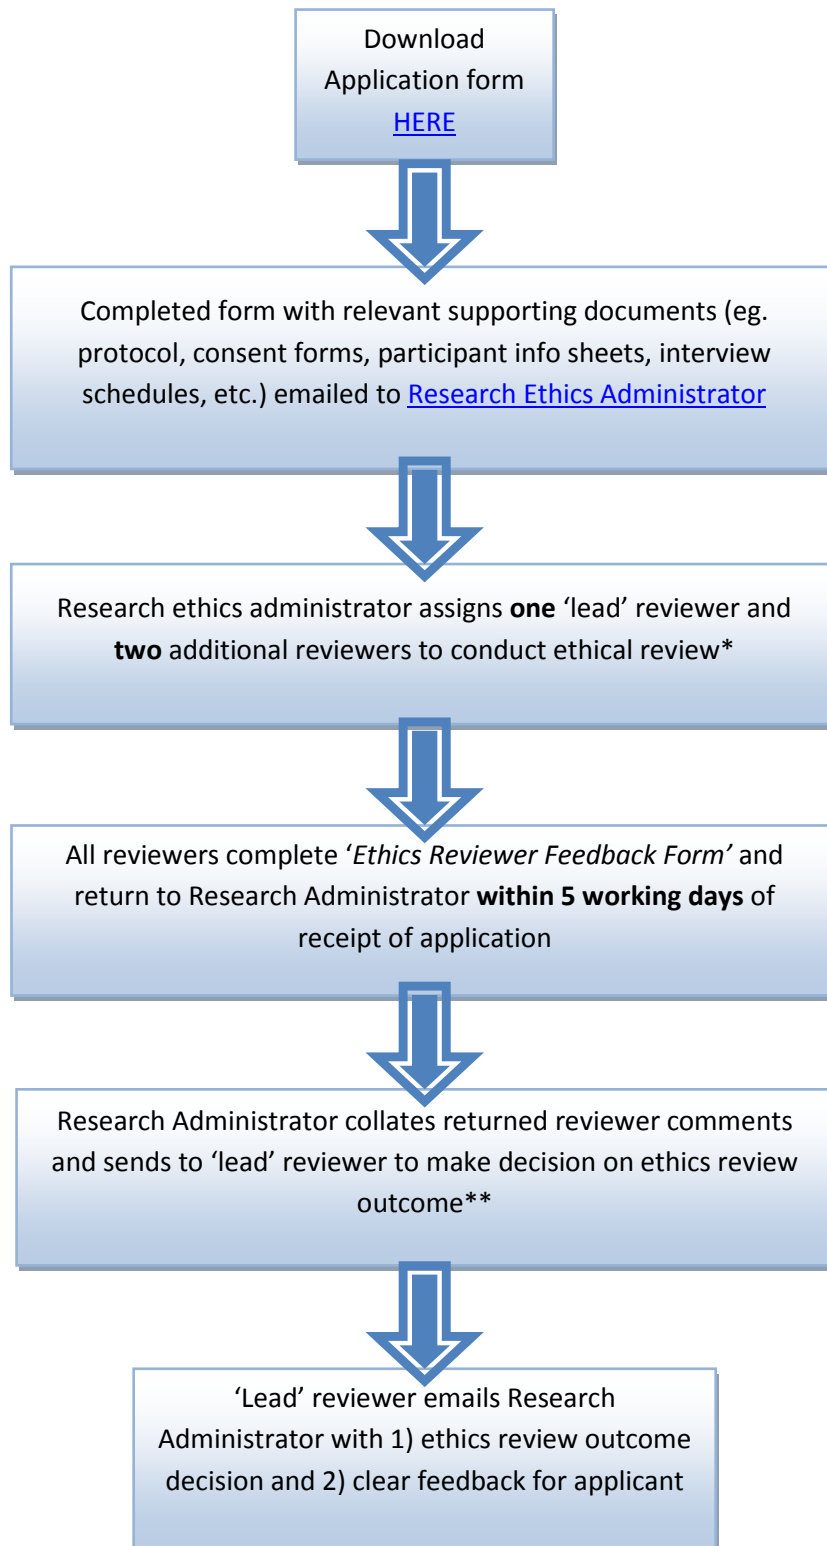 Download
Application form
HERE
Completed form with relevant supporting documents (eg.
protocol, consent forms, participant info sheets, interview
schedules, etc.) emailed to Research Ethics Administrator
Research ethics administrator assigns one ‘lead’ reviewer and
two additional reviewers to conduct ethical review*
All reviewers complete ‘Ethics Reviewer Feedback Form’ and
return to Research Administrator within 5 working days of
receipt of application
Research Administrator collates returned reviewer comments
and sends to ‘lead’ reviewer to make decision on ethics review
outcome**
‘Lead’ reviewer emails Research
Administrator with 1) ethics review outcome
decision and 2) clear feedback for applicant